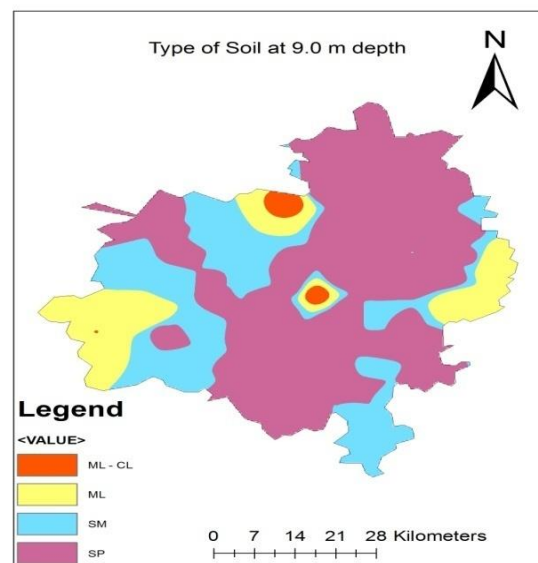 Type of Soil at 9.0 m depth
N
Legend
<VALUE>
ML - CL
ML
SM
SP
0 7 14 21 28 Kilometers